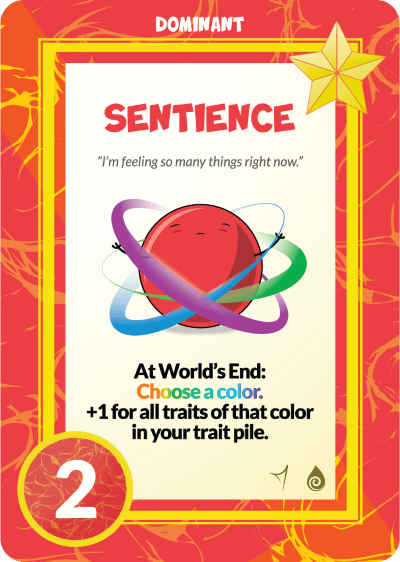 DOMINANT
SENTIENCE
“I’m feeling so many things right now.”
At World’s End:
Choose a color.
+1 for all traits of that color
in your trait pile.
2